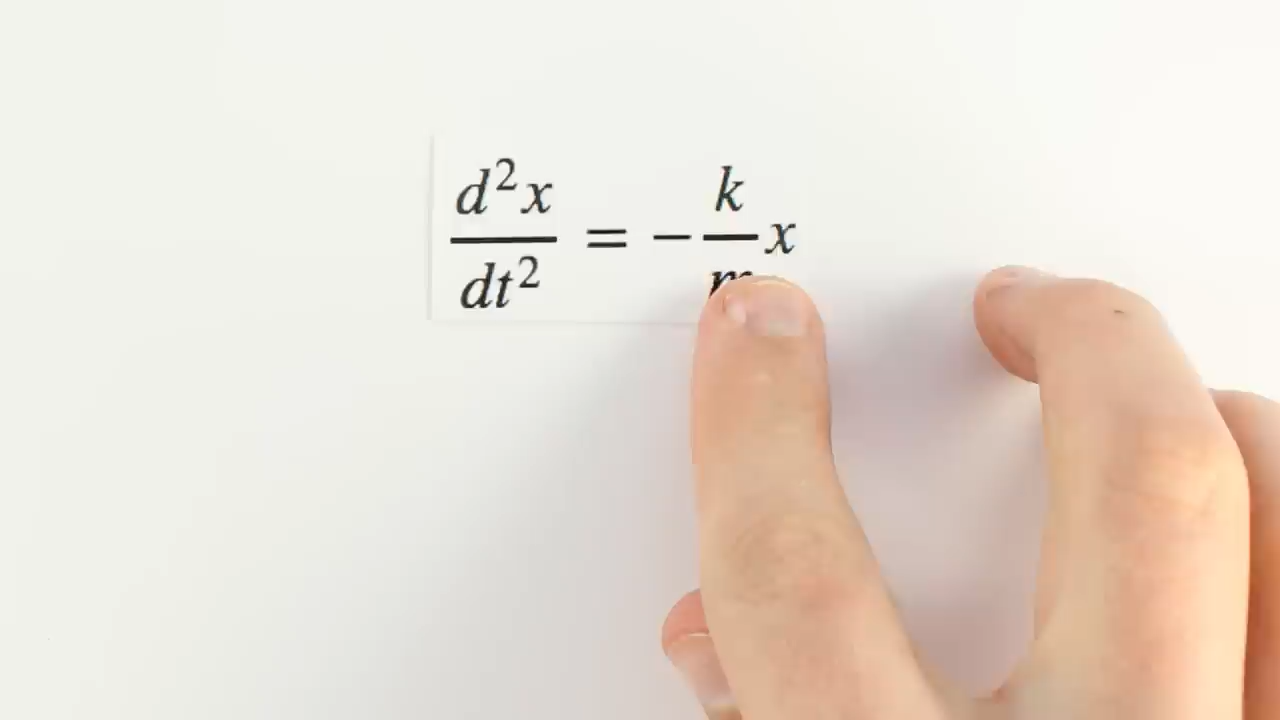 d²x/dt² = -k/m x